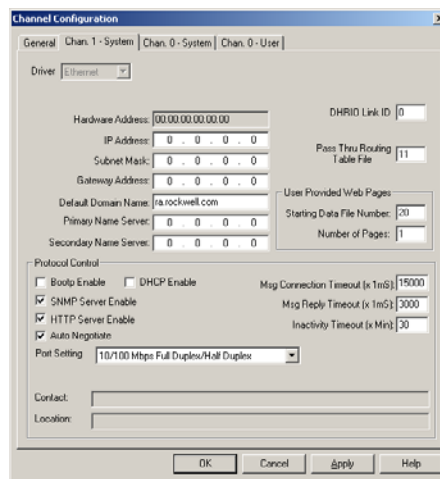 Channel Configuration
General
Chan. 1 - System
Chan. 0 - System
Chan. 0 - User
Driver
Ethernet
Hardware Address: 00:00:00:00:00:00
IP Address: 0 . 0 . 0 . 0
Subnet Mask: 0 . 0 . 0 . 0
Gateway Address: 0 . 0 . 0 . 0
Default Domain Name: ra.rockwell.com
Primary Name Server: 0 . 0 . 0 . 0
Secondary Name Server: 0 . 0 . 0 . 0
DHRIO Link ID 0
Pass Thru Routing
Table File
11
User Provided Web Pages
Starting Data File Number: 20
Number of Pages: 1
Protocol Control
Bootp Enable
DHCP Enable
SNMP Server Enable
HTTP Server Enable
Auto Negotiate
Port Setting
10/100 Mbps Full Duplex/Half Duplex
Msg Connection Timeout (x 1mS): 15000
Msg Reply Timeout (x 1mS): 3000
Inactivity Timeout (x Min): 30
Contact:
Location:
OK
Cancel
Apply
Help